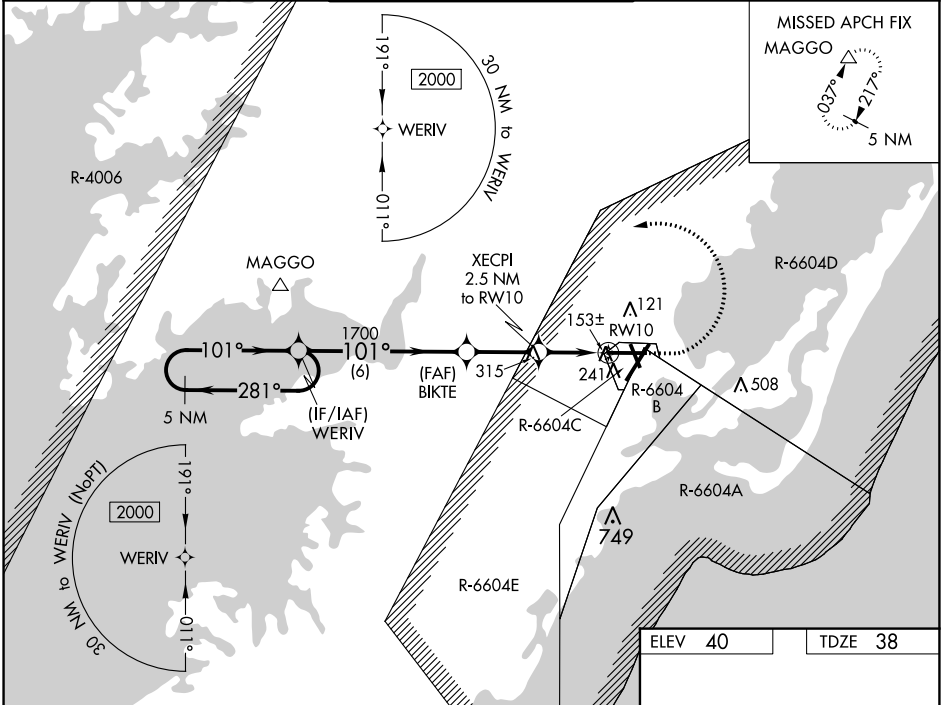 MISSED APCH FIX
MAGGO
037°
217°
5 NM
191°
2000
WERIV
011°
30 NM to WERIV
R-4006
MAGGO
XECPI
2.5 NM
to RW10
R-6604D
121
153±
RW10
1700
101°
101°
(6)
(FAF)
BIKTE
315
241
281°
5 NM
(IF/IAF)
WERIV
R-6604
B
508
R-6604C
R-6604A
749
R-6604E
30 NM to WERIV (NoPT)
191°
2000
WERIV
011°
ELEV 40
TDZE 38